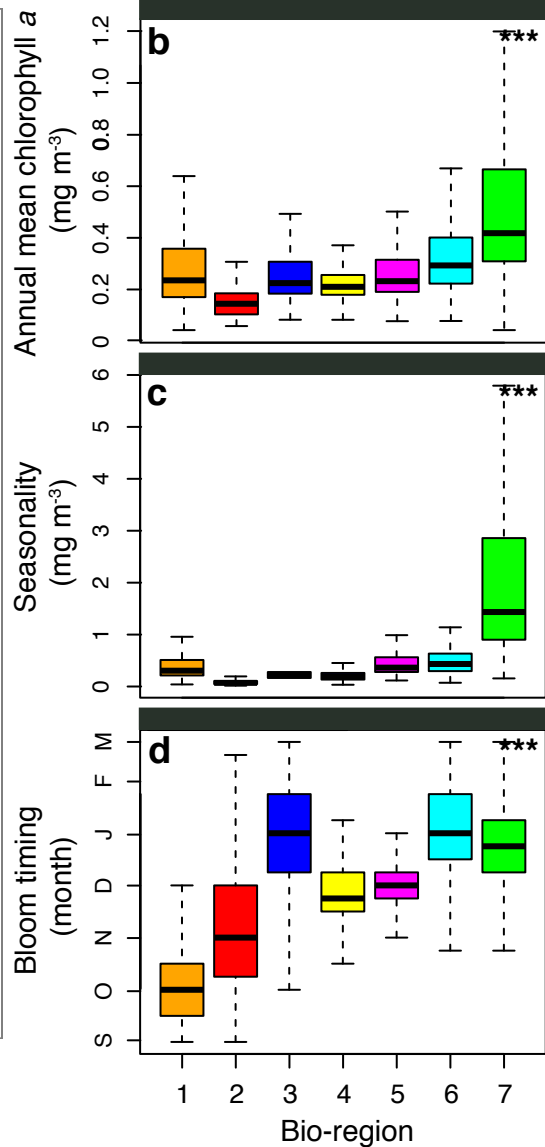 b
***
Annual mean chlorophyll a
(mg m-3)
1.2
1.0
0.8
0.6
0.4
0.2
0
c
***
Seasonality
(mg m-3)
6
5
4
3
2
1
0
d
***
Bloom timing
(month)
M
F
J
D
N
O
S
1 2 3 4 5 6 7
Bio-region